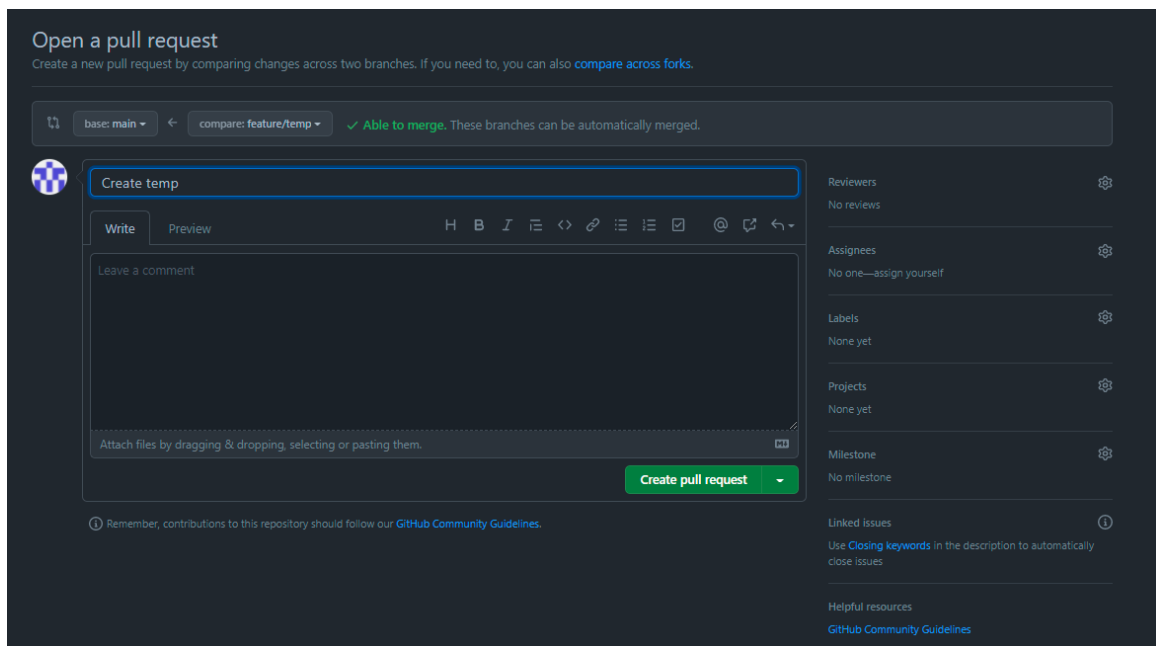 Open a pull request
Create a new pull request by comparing changes across two branches. If you need to, you can also compare across forks.
base: main
compare: feature/temp
Able to merge. These branches can be automatically merged.
Create temp
Write
Preview
Leave a comment
Attach files by dragging & dropping, selecting or pasting them.
Create pull request
Remember, contributions to this repository should follow our GitHub Community Guidelines.
Reviewers
No reviews
Assignees
No one—assign yourself
Labels
None yet
Projects
None yet
Milestone
No milestone
Linked issues
Use Closing keywords in the description to automatically
close issues
Helpful resources
GitHub Community Guidelines